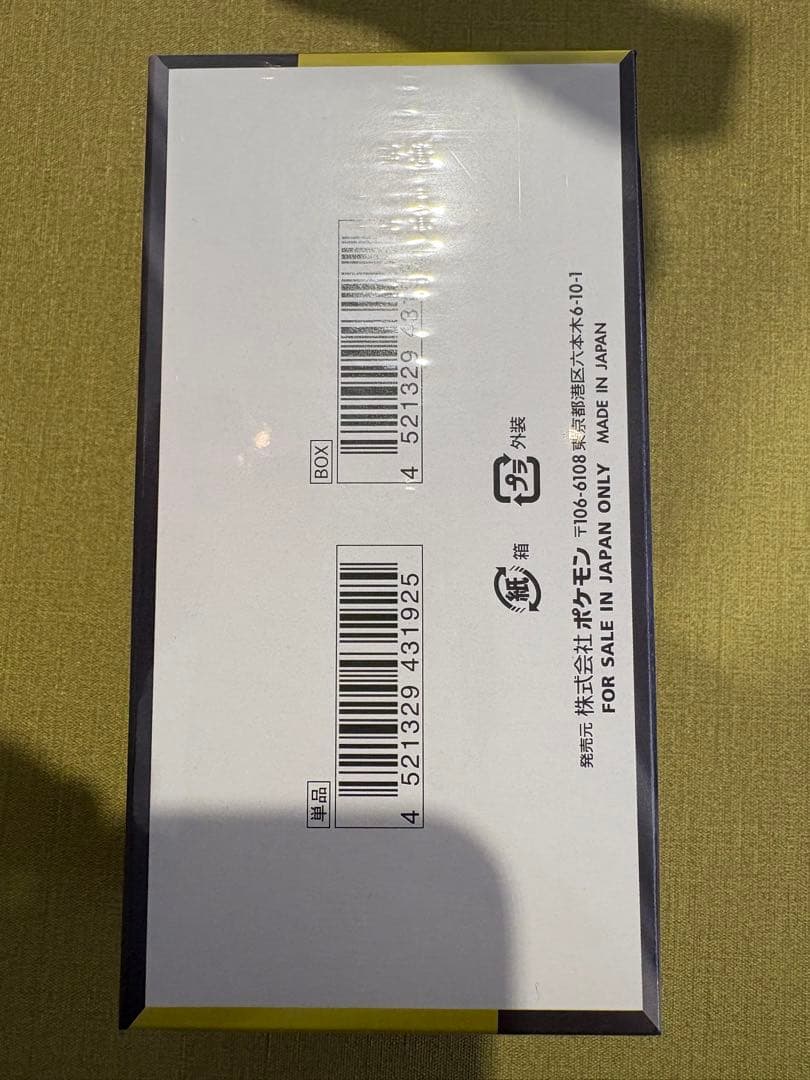 単品
4 521329 431925
BOX
4 521329 43
紙 箱
プラ 外装
発売元 株式会社 ポケモン 〒106-6108 東京都港区六本木6-10-1
FOR SALE IN JAPAN ONLY MADE IN JAPAN